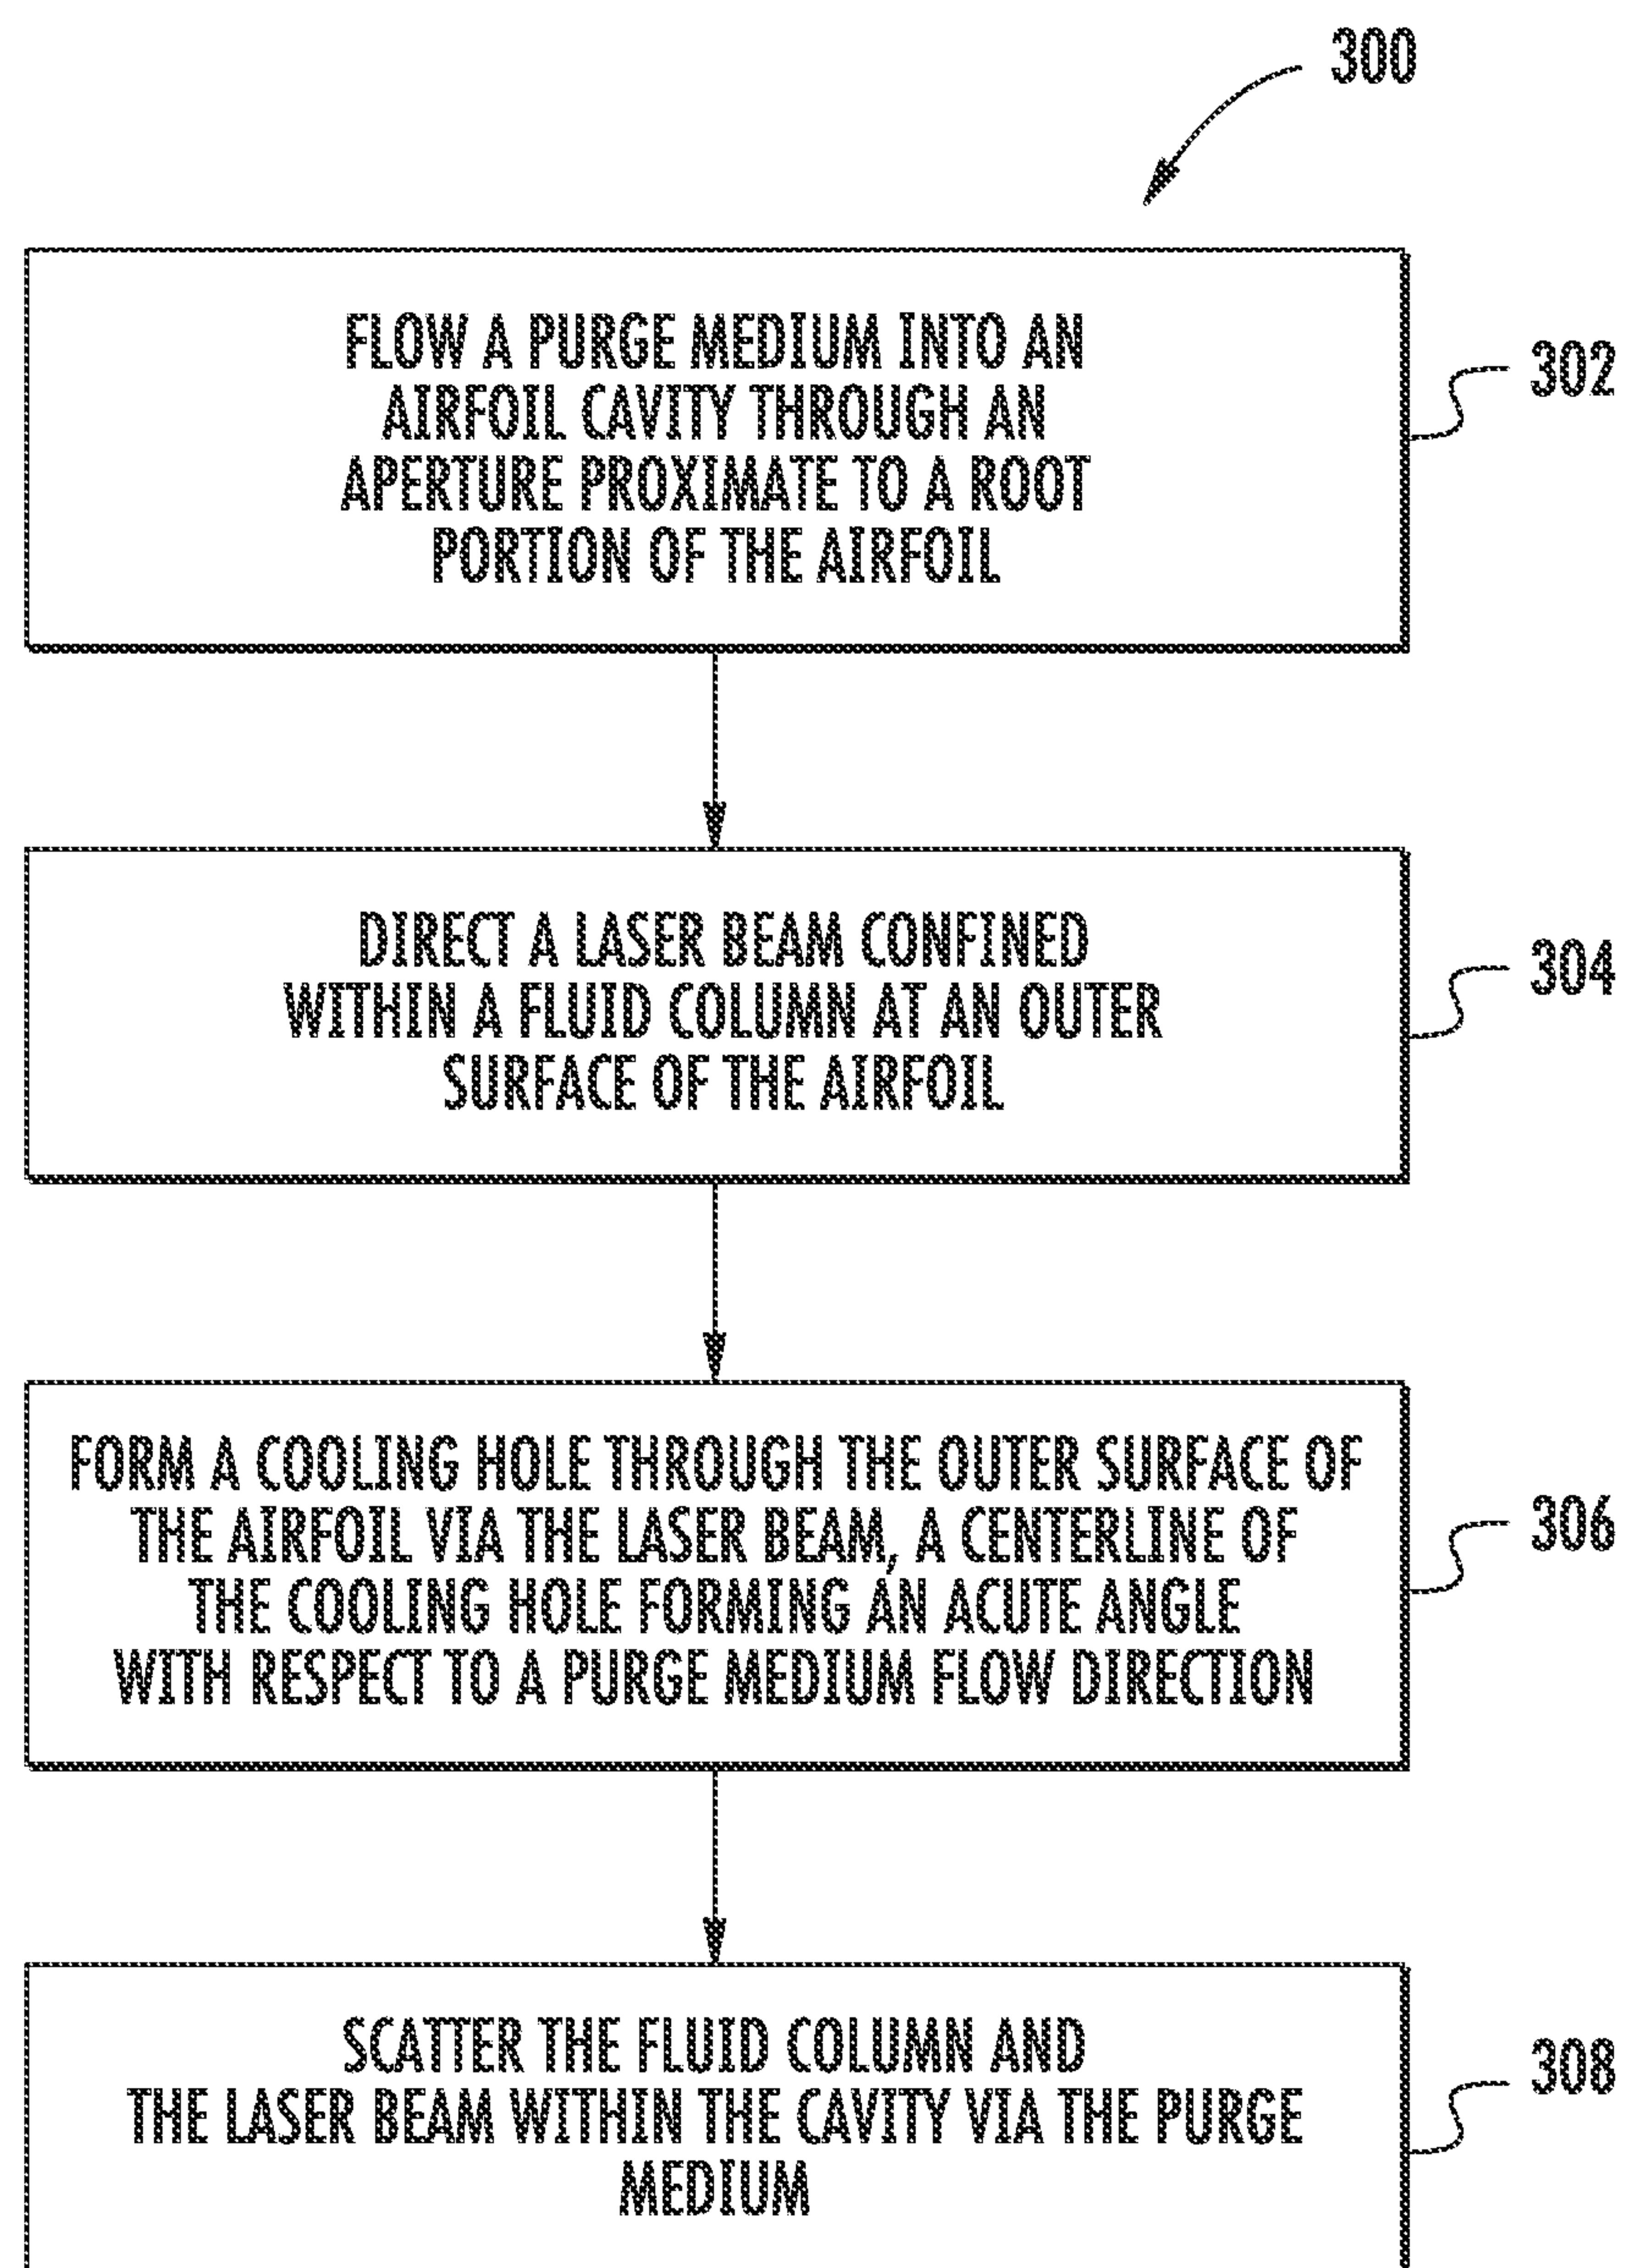 300
FLOW A PURGE MEDIUM INTO AN
AIRFOIL CAVITY THROUGH AN
APERTURE PROXIMATE TO A ROOT
PORTION OF THE AIRFOIL
302
DIRECT A LASER BEAM CONFINED
WITHIN A FLUID COLUMN AT AN OUTER
SURFACE OF THE AIRFOIL
304
FORM A COOLING HOLE THROUGH THE OUTER SURFACE OF
THE AIRFOIL VIA THE LASER BEAM, A CENTERLINE OF
THE COOLING HOLE FORMING AN ACUTE ANGLE
WITH RESPECT TO A PURGE MEDIUM FLOW DIRECTION
306
SCATTER THE FLUID COLUMN AND
THE LASER BEAM WITHIN THE CAVITY VIA THE PURGE
MEDIUM
308